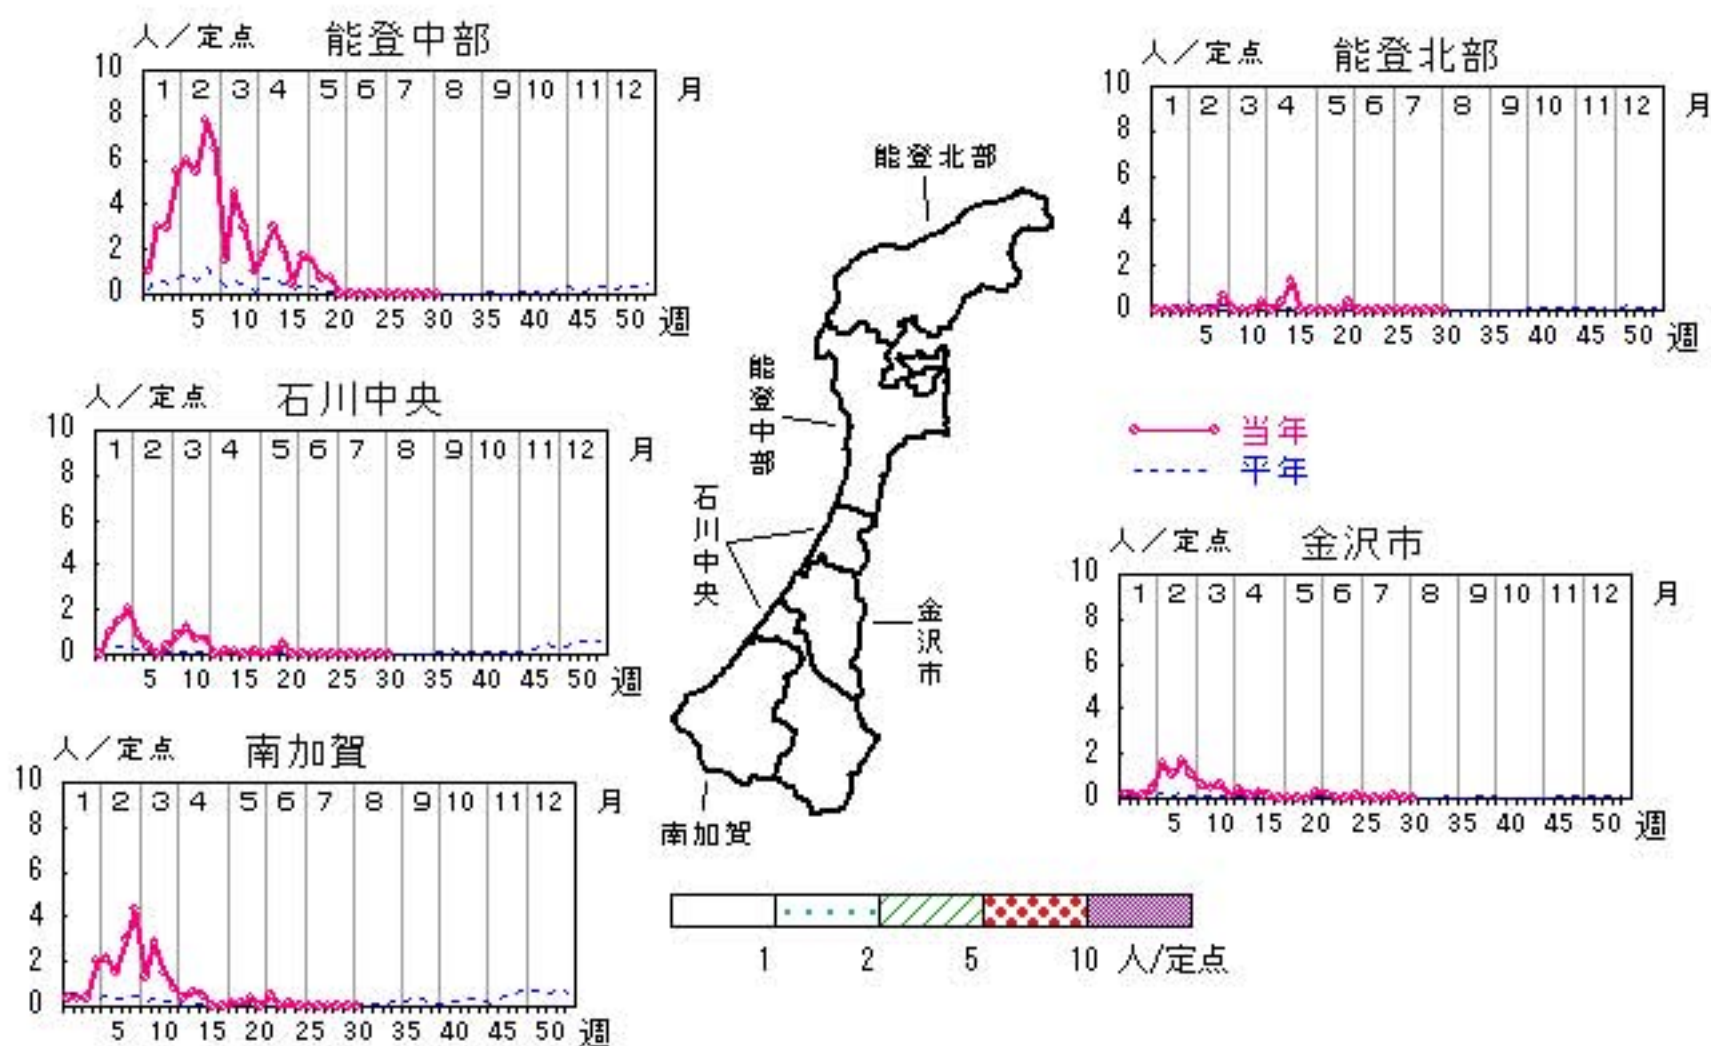 人／定点 能登中部
10 8 6 4 2 0
1 2 3 4 5 6 7 8 9 10 11 12 月
5 10 15 20 25 30 35 40 45 50 週
人／定点 能登北部
10 8 6 4 2 0
1 2 3 4 5 6 7 8 9 10 11 12 月
5 10 15 20 25 30 35 40 45 50 週
人／定点 石川中央
10 8 6 4 2 0
1 2 3 4 5 6 7 8 9 10 11 12 月
5 10 15 20 25 30 35 40 45 50 週
当年
平年
人／定点 金沢市
10 8 6 4 2 0
1 2 3 4 5 6 7 8 9 10 11 12 月
5 10 15 20 25 30 35 40 45 50 週
人／定点 南加賀
10 8 6 4 2 0
1 2 3 4 5 6 7 8 9 10 11 12 月
5 10 15 20 25 30 35 40 45 50 週
能登北部
能登中部
石川中央
金沢市
南加賀
1 2 5 10 人/定点